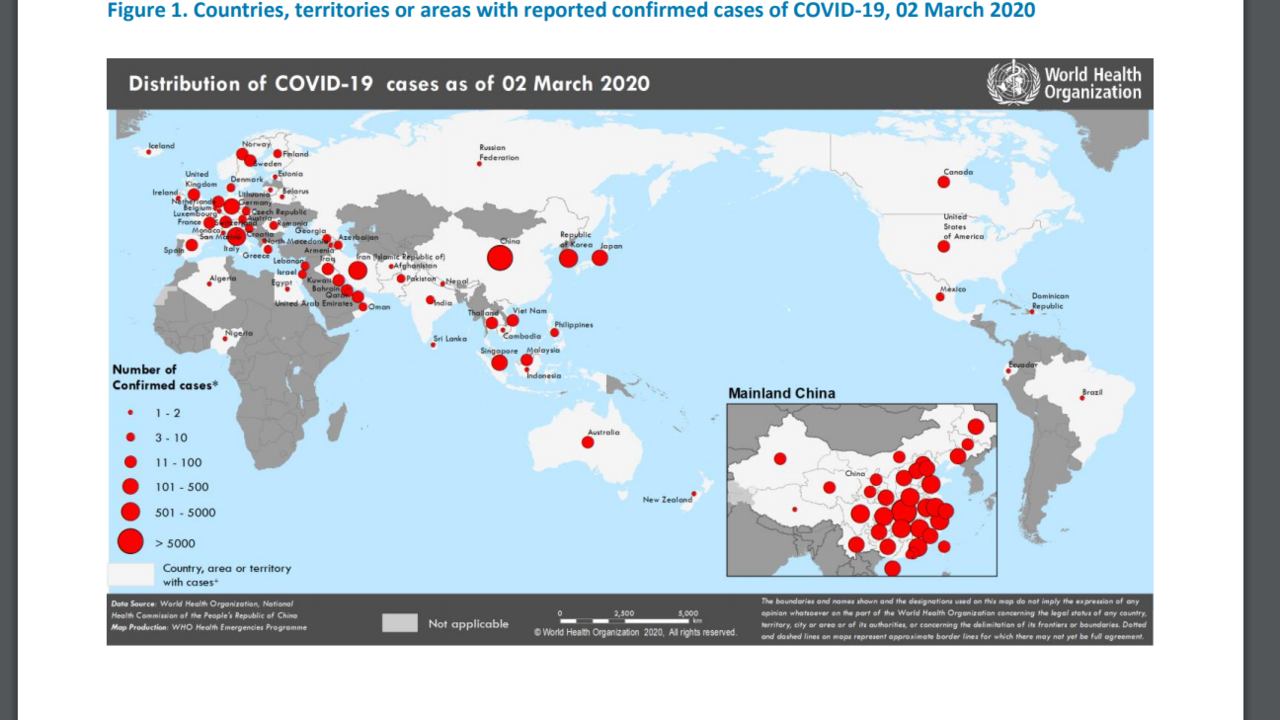 Figure 1. Countries, territories or areas with reported confirmed cases of COVID-19, 02 March 2020
Distribution of COVID-19 cases as of 02 March 2020
World Health
Organization
Iceland
Norway
Sweden
Finland
Estonia
Russian
Federation
United
Kingdom
Denmark
Ireland
Lithuania
Belarus
Netherlands
Germany
Belgium
Luxembourg
Czech Republic
France
Switzerland
Austria
Romania
Monaco
Croatia
San Marino
Georgia
Azerbaijan
North Macedonia
Armenia
Spain
Italy
Greece
Lebanon
Iraq
Iran (Islamic Republic of)
Afghanistan
Israel
Kuwait
Pakistan
Nepal
Algeria
Egypt
Bahrain
Qatar
United Arab Emirates
Oman
India
China
Republic
of Korea
Japan
Thailand
Viet Nam
Cambodia
Philippines
Nigeria
Sri Lanka
Singapore
Malaysia
Indonesia
Australia
New Zealand
Canada
United
States
of America
Mexico
Dominican
Republic
Ecuador
Brazil
Number of
Confirmed cases*
1 - 2
3 - 10
11 - 100
101 - 500
501 - 5000
> 5000
Country, area or territory
with cases*
Mainland China
China
Data Source: World Health Organization, National
Health Commission of the People's Republic of China
Map Production: WHO Health Emergencies Programme
Not applicable
0 2,500 5,000
km
© World Health Organization 2020, All rights reserved.
The boundaries and names shown and the designations used on this map do not imply the expression of any
opinion whatsoever on the part of the World Health Organization concerning the legal status of any country,
territory, city or area or of its authorities, or concerning the delimitation of its frontiers or boundaries. Dotted
and dashed lines on maps represent approximate border lines for which there may not yet be full agreement.